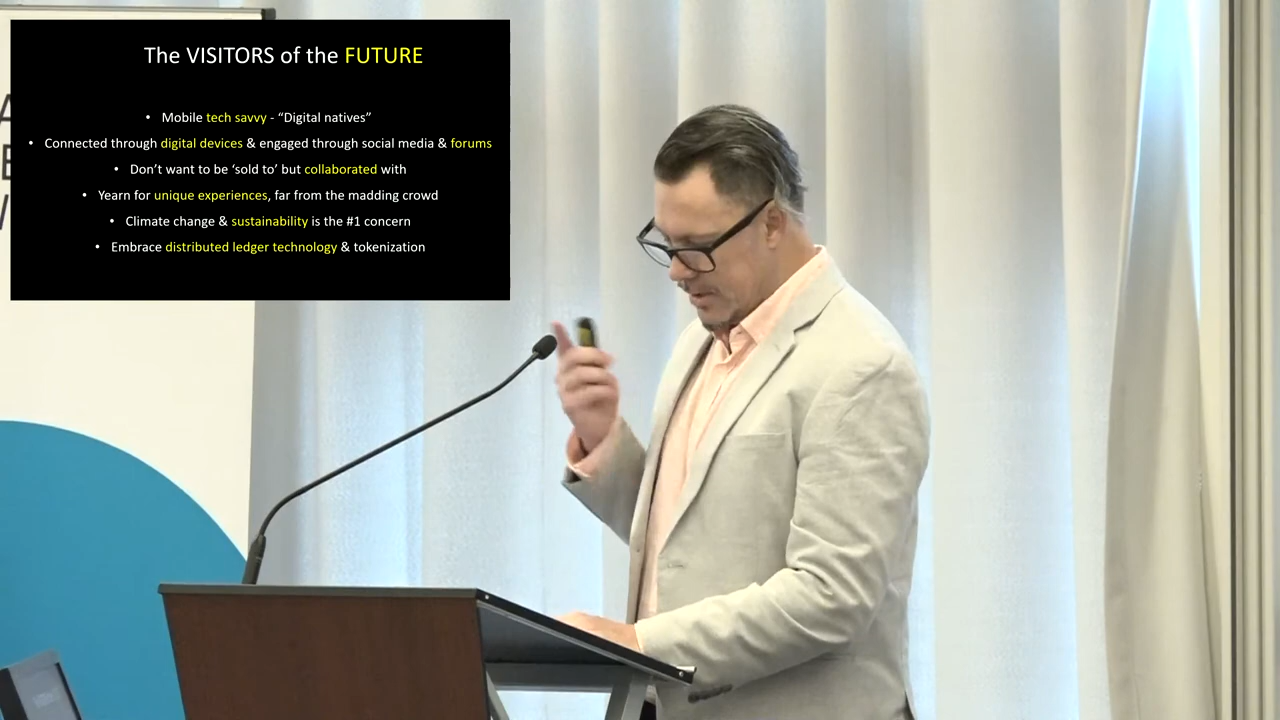 The VISITORS of the FUTURE
• Mobile tech savvy - “Digital natives”
• Connected through digital devices & engaged through social media & forums
• Don’t want to be ‘sold to’ but collaborated with
• Yearn for unique experiences, far from the madding crowd
• Climate change & sustainability is the #1 concern
• Embrace distributed ledger technology & tokenization